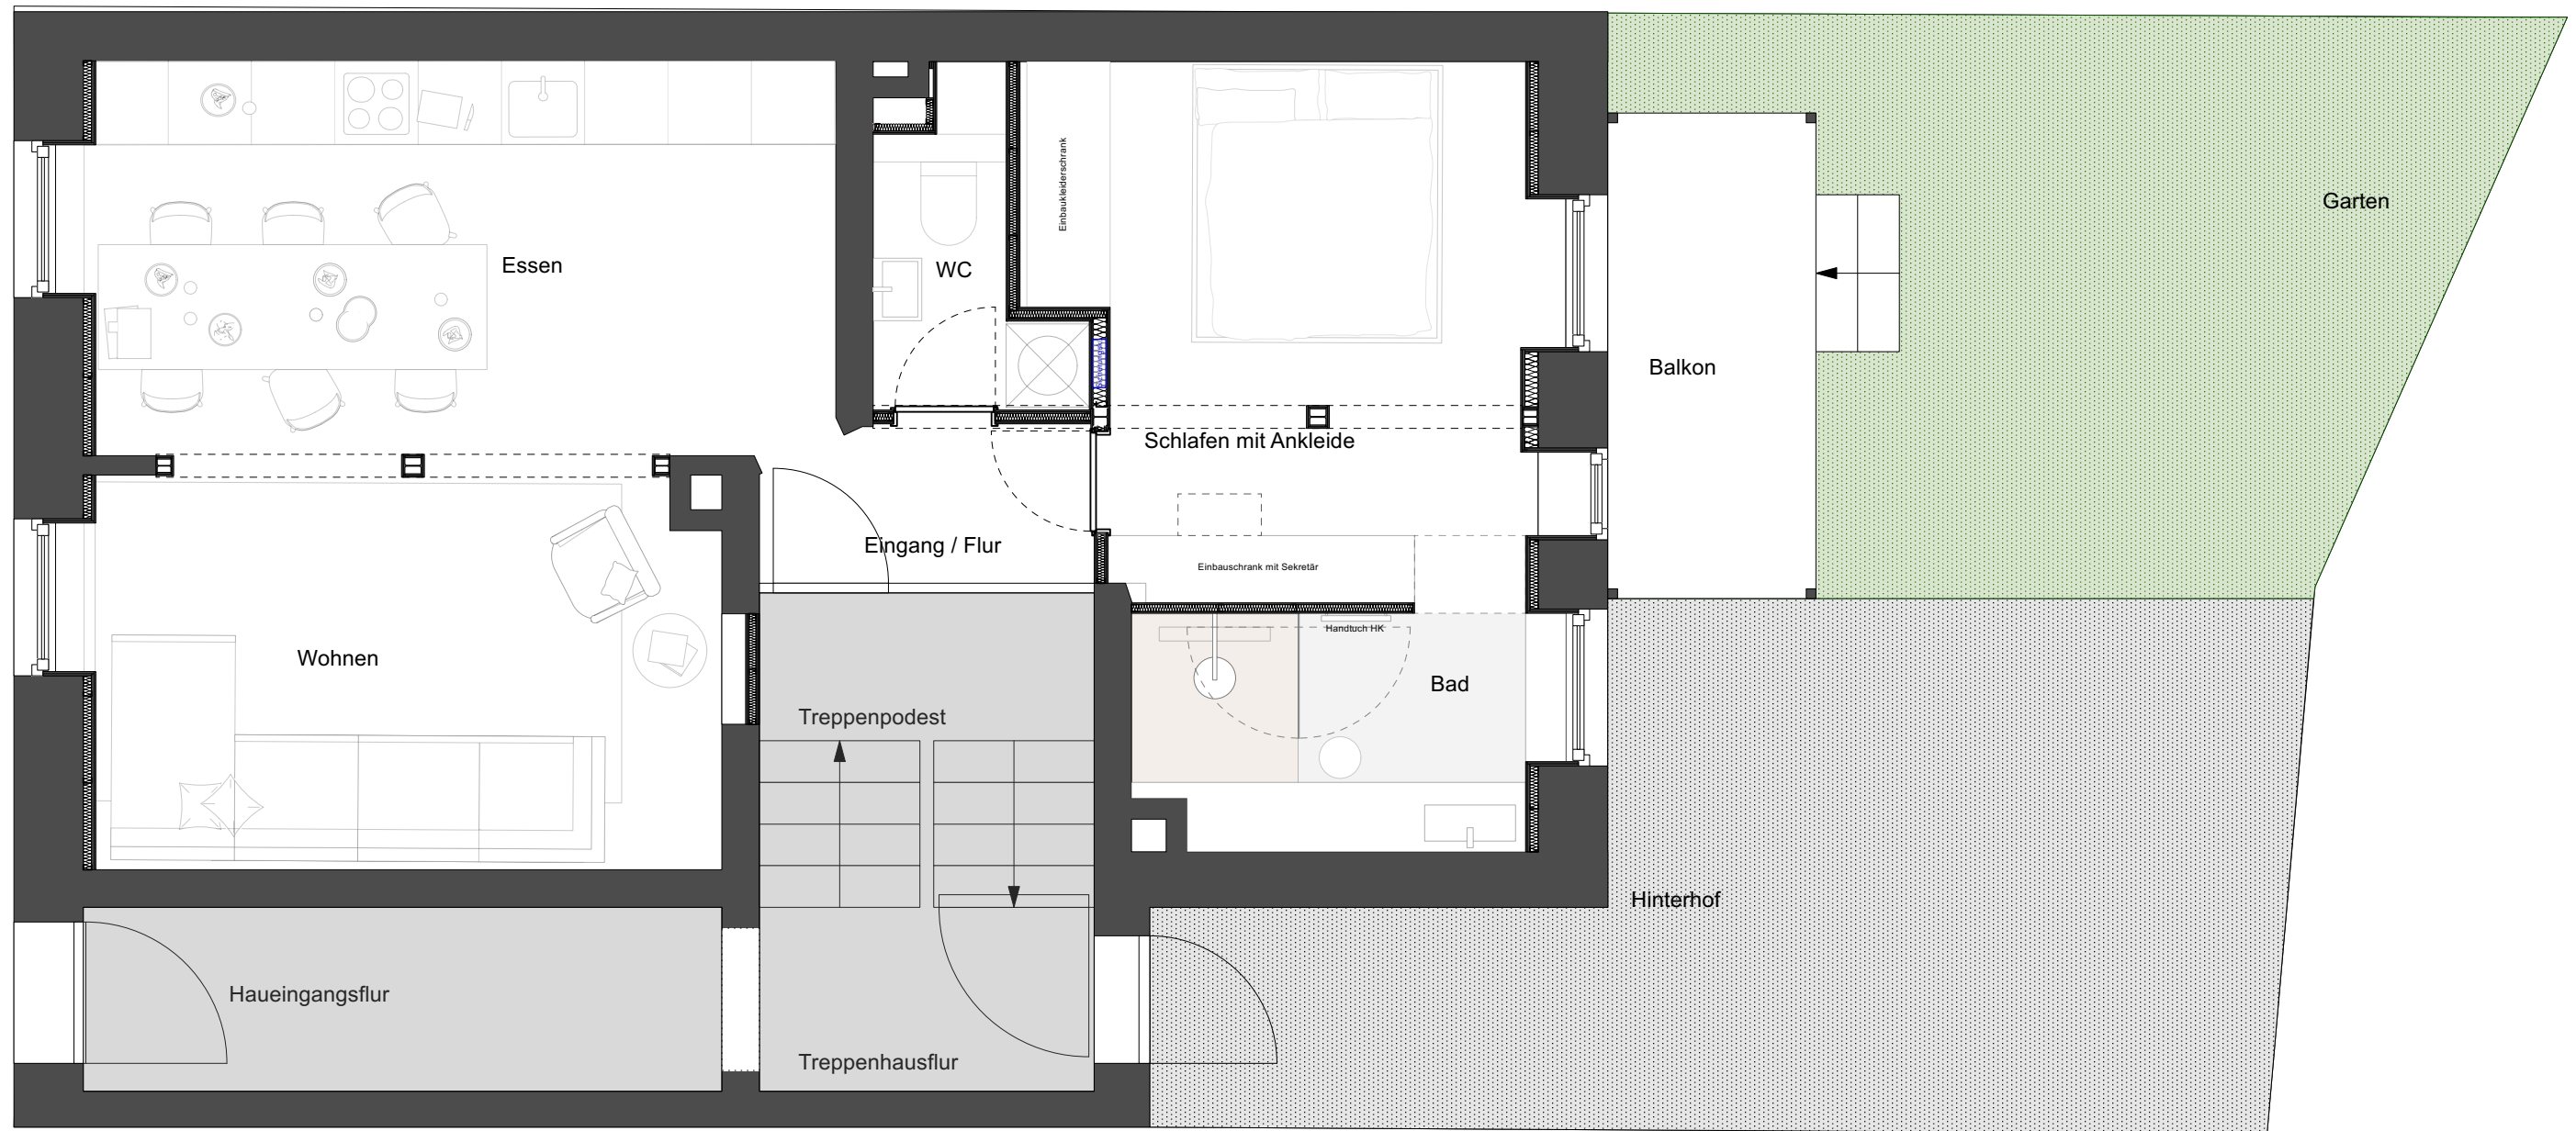 Einbaukleiderschrank
Garten
Essen
WC
Balkon
Schlafen mit Ankleide
Eingang / Flur
Einbauschrank mit Sekretär
Handtuch HK
Wohnen
Bad
Treppenpodest
Hinterhof
Haueingangsflur
Treppenhausflur